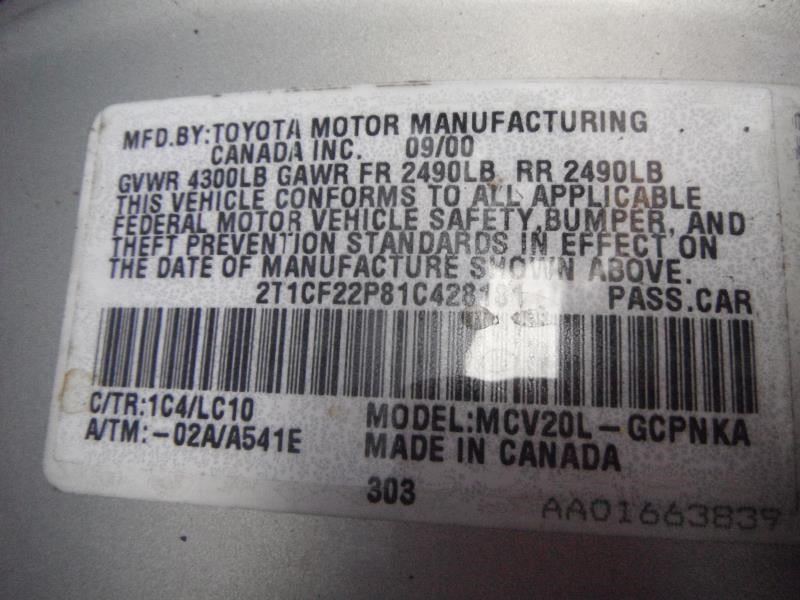 MFD.BY:TOYOTA MOTOR MANUFACTURING
CANADA INC. 09/00
GVWR 4300LB GAWR FR 2490LB RR 2490LB
THIS VEHICLE CONFORMS TO ALL APPLICABLE
FEDERAL MOTOR VEHICLE SAFETY,BUMPER, AND
THEFT PREVENTION STANDARDS IN EFFECT ON
THE DATE OF MANUFACTURE SHOWN ABOVE.
2T1CF22P81C428181 PASS.CAR
C/TR:1C4/LC10 MODEL:MCV20L-GCPNKA
A/TM:-02A/A541E MADE IN CANADA
303
AA01663839